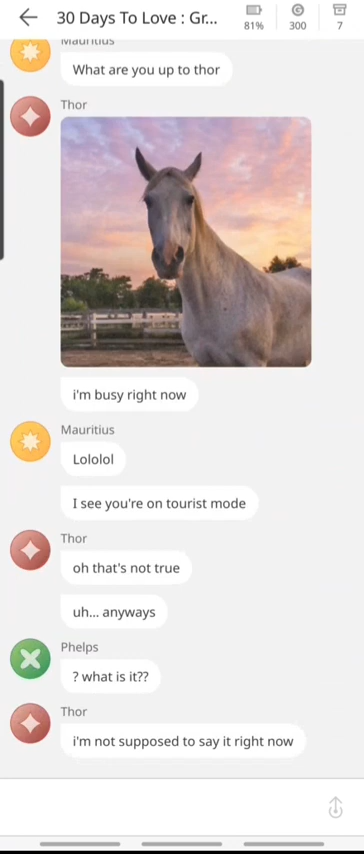 30 Days To Love : Gr...
81%
300
7
Mauritius
What are you up to thor
Thor
i'm busy right now
Mauritius
Lololol
I see you're on tourist mode
Thor
oh that's not true
uh... anyways
Phelps
? what is it??
Thor
i'm not supposed to say it right now